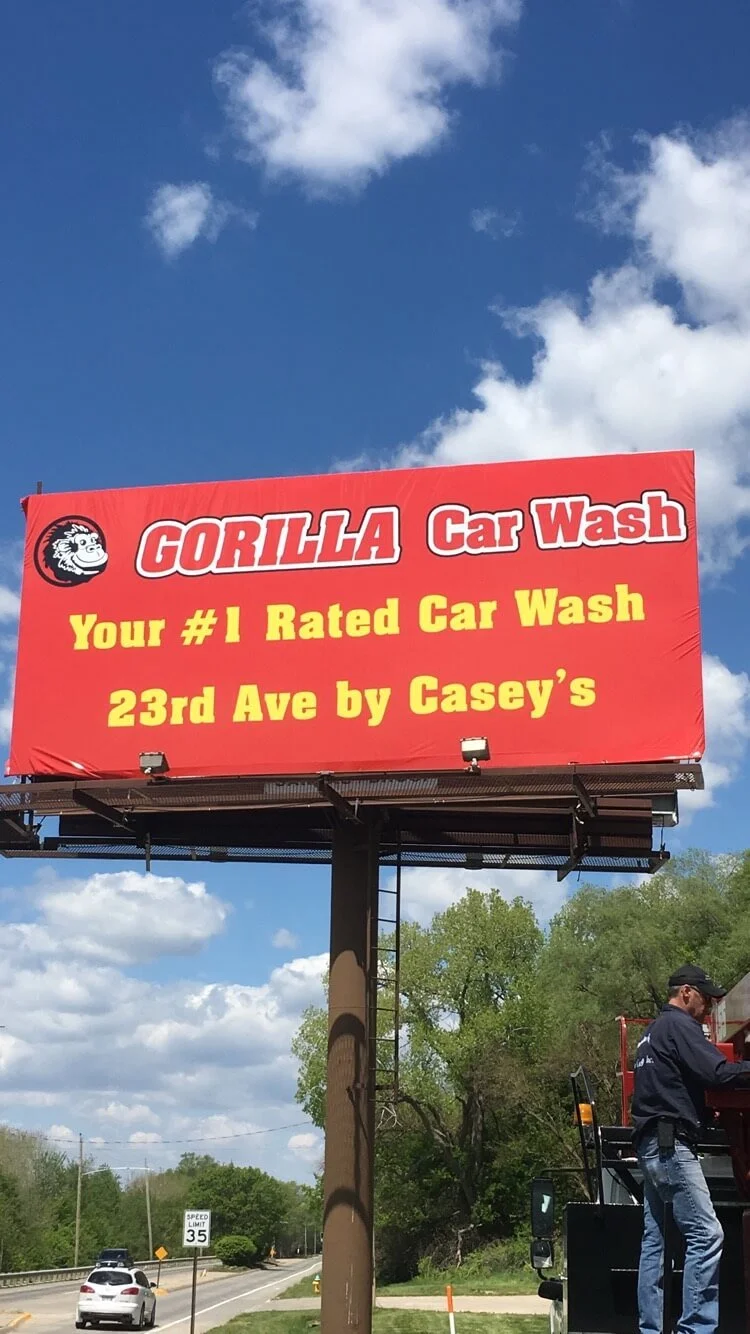 GORILLA Car Wash
Your #1 Rated Car Wash
23rd Ave by Casey's
SPEED
LIMIT
35